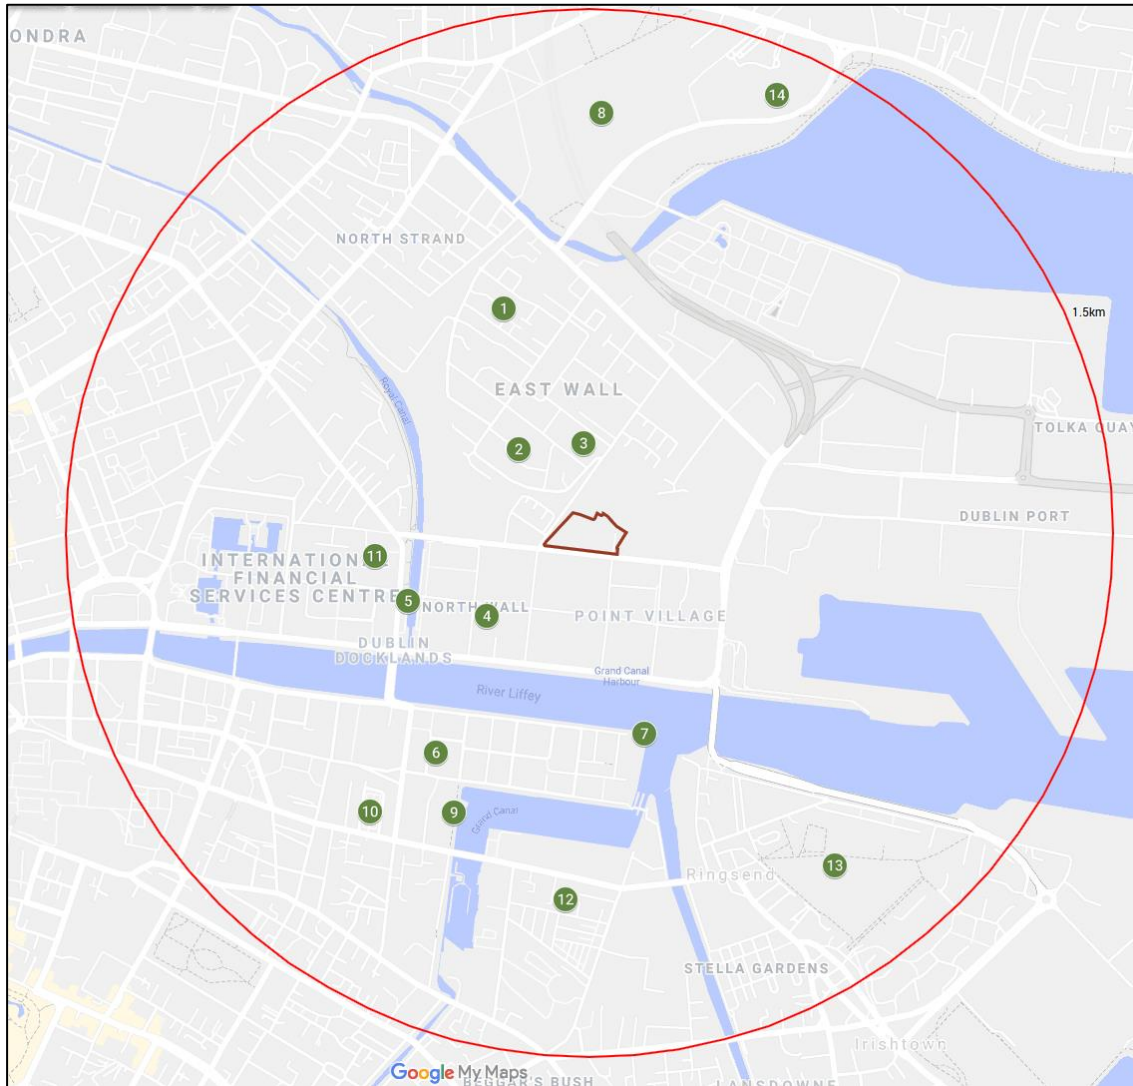 ONDRA
14
8
NORTH STRAND
1
1.5km
Royal Canal
EAST WALL
TOLKA QUAY
3
2
DUBLIN PORT
INTERNATIONAL
FINANCIAL
SERVICES CENTRE
11
5
NORTH WALL
4
POINT VILLAGE
DUBLIN
DOCKLANDS
Grand Canal
Harbour
River Liffey
7
6
10
9
Grand Canal
13
Ringsend
12
STELLA GARDENS
Irishtown
Google My Maps
BEGGAR'S BUSH
LANSDOWNE